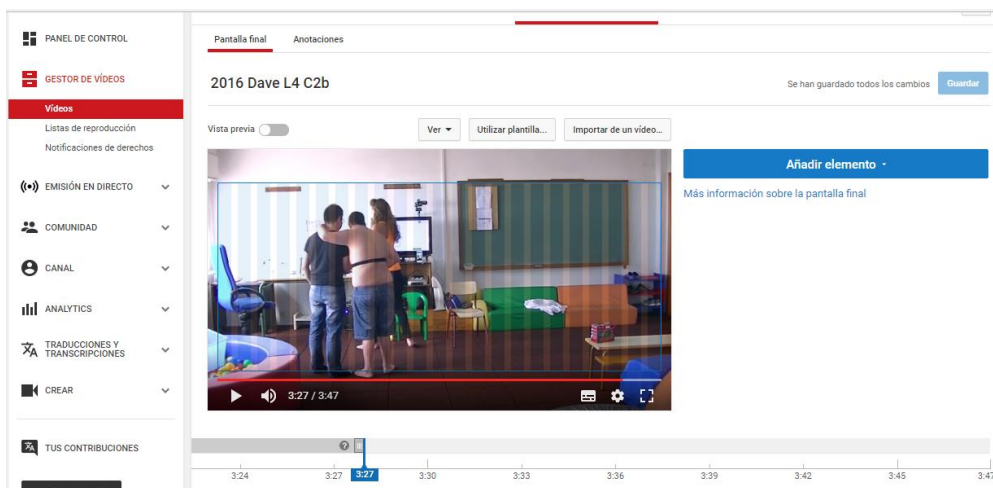 PANEL DE CONTROL
GESTOR DE VÍDEOS
Vídeos
Listas de reproducción
Notificaciones de derechos
EMISIÓN EN DIRECTO
COMUNIDAD
CANAL
ANALYTICS
TRADUCCIONES Y
TRANSCRIPCIONES
CREAR
TUS CONTRIBUCIONES
Pantalla final Anotaciones
2016 Dave L4 C2b
Se han guardado todos los cambios Guardar
Vista previa Ver Utilizar plantilla... Importar de un vídeo...
Añadir elemento
Más información sobre la pantalla final
3:27 / 3:47
?
3:24 3:27 3:27 3:30 3:33 3:36 3:39 3:42 3:45 3:47